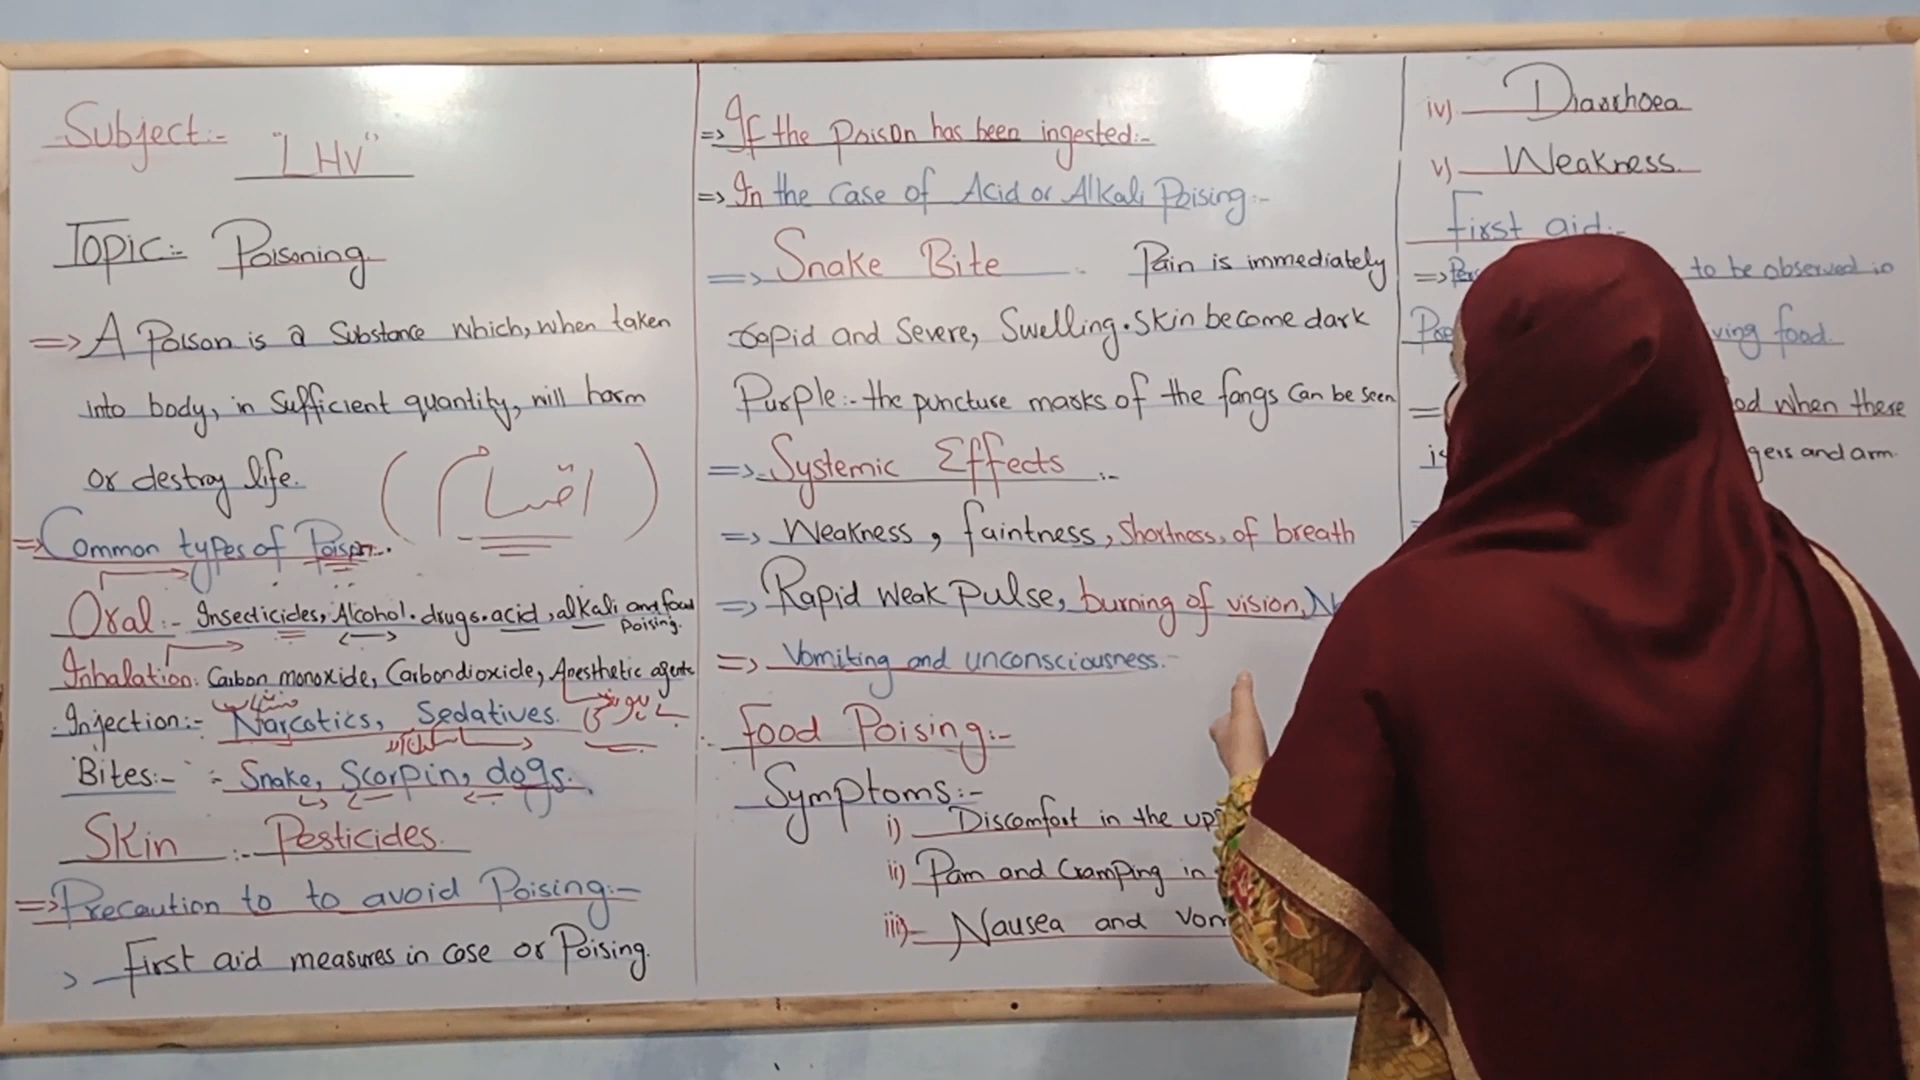 Subject:-
"LHV"
Topic:- Poisoning
=> A Poison is a Substance which, when taken
into body, in Sufficient quantity, will harm
or destroy life.
(اقسام)
=> Common types of Poison:-
Oral:- Insecticides, Alcohol. drugs. acid, alkali and food Poising.
Inhalation: Carbon monoxide, Carbondioxide, Anesthetic agents
Injection:- Narcotics, Sedatives.
Bites:- Snake, Scorpin, dogs.
Skin :- Pesticides.
=> Precaution to to avoid Poising:-
> First aid measures in case or Poising.
=> If the Poison has been ingested:-
=> In the Case of Acid or Alkali Poising:-
=> Snake Bite :- Pain is immediately
rapid and Severe, Swelling. Skin become dark
Purple:- the puncture marks of the fangs Can be seen
=> Systemic Effects :-
=> Weakness, faintness, Shortness, of breath
=> Rapid weak Pulse, burning of vision,
=> Vomiting and unconsciousness.-
Food Poising:-
Symptoms:-
i) Discomfort in the
ii) Pam and Cramping in
iii) Nausea and
iv) Diarrhoea
v) Weakness.
First aid:-
=> to be observed in
food.
=> when there
and arm.